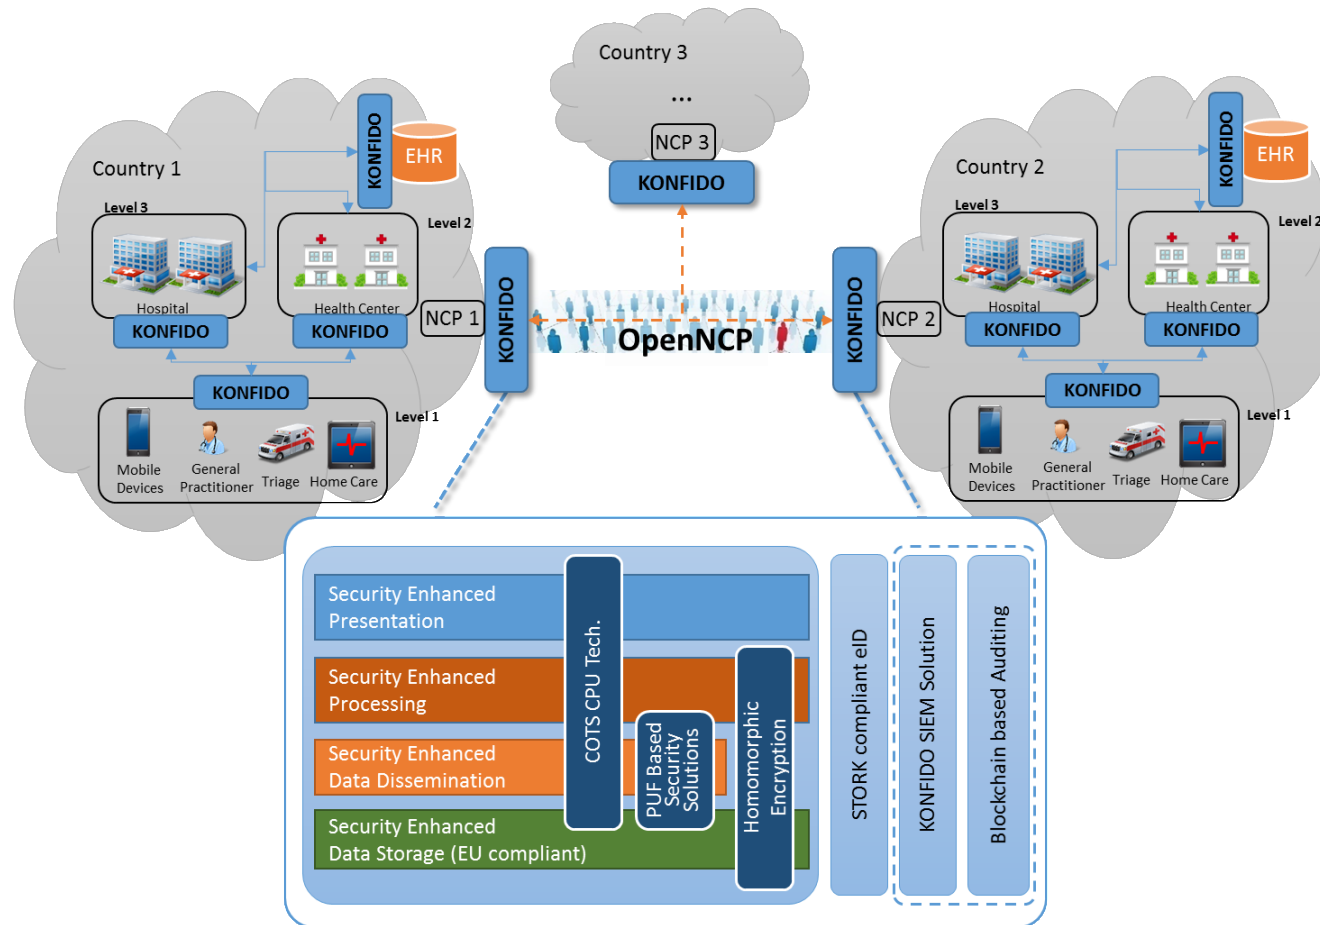 Country 3
...
NCP 3
KONFIDO
Country 1
KONFIDO
EHR
Level 3
Level 2
Hospital
Health Center
KONFIDO
KONFIDO
NCP 1
KONFIDO
KONFIDO
Level 1
Mobile
Devices
General
Practitioner
Triage
Home Care
OpenNCP
Country 2
KONFIDO
EHR
Level 3
Level 2
Hospital
Health Center
KONFIDO
KONFIDO
KONFIDO
NCP 2
KONFIDO
Level 1
Mobile
Devices
General
Practitioner
Triage
Home Care
Security Enhanced
Presentation
Security Enhanced
Processing
Security Enhanced
Data Dissemination
Security Enhanced
Data Storage (EU compliant)
COTS CPU Tech.
PUF Based
Security
Solutions
Homomorphic
Encryption
STORK compliant eID
KONFIDO SIEM Solution
Blockchain based Auditing